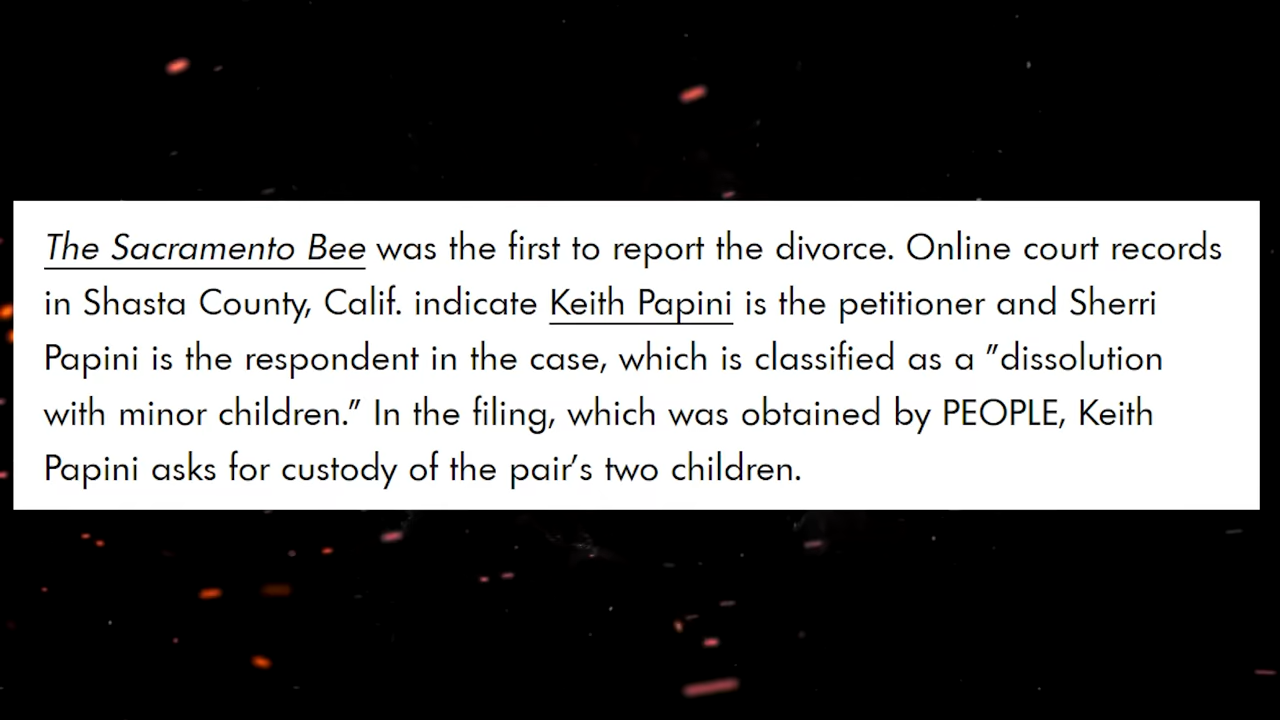 The Sacramento Bee was the first to report the divorce. Online court records
in Shasta County, Calif. indicate Keith Papini is the petitioner and Sherri
Papini is the respondent in the case, which is classified as a "dissolution
with minor children." In the filing, which was obtained by PEOPLE, Keith
Papini asks for custody of the pair's two children.